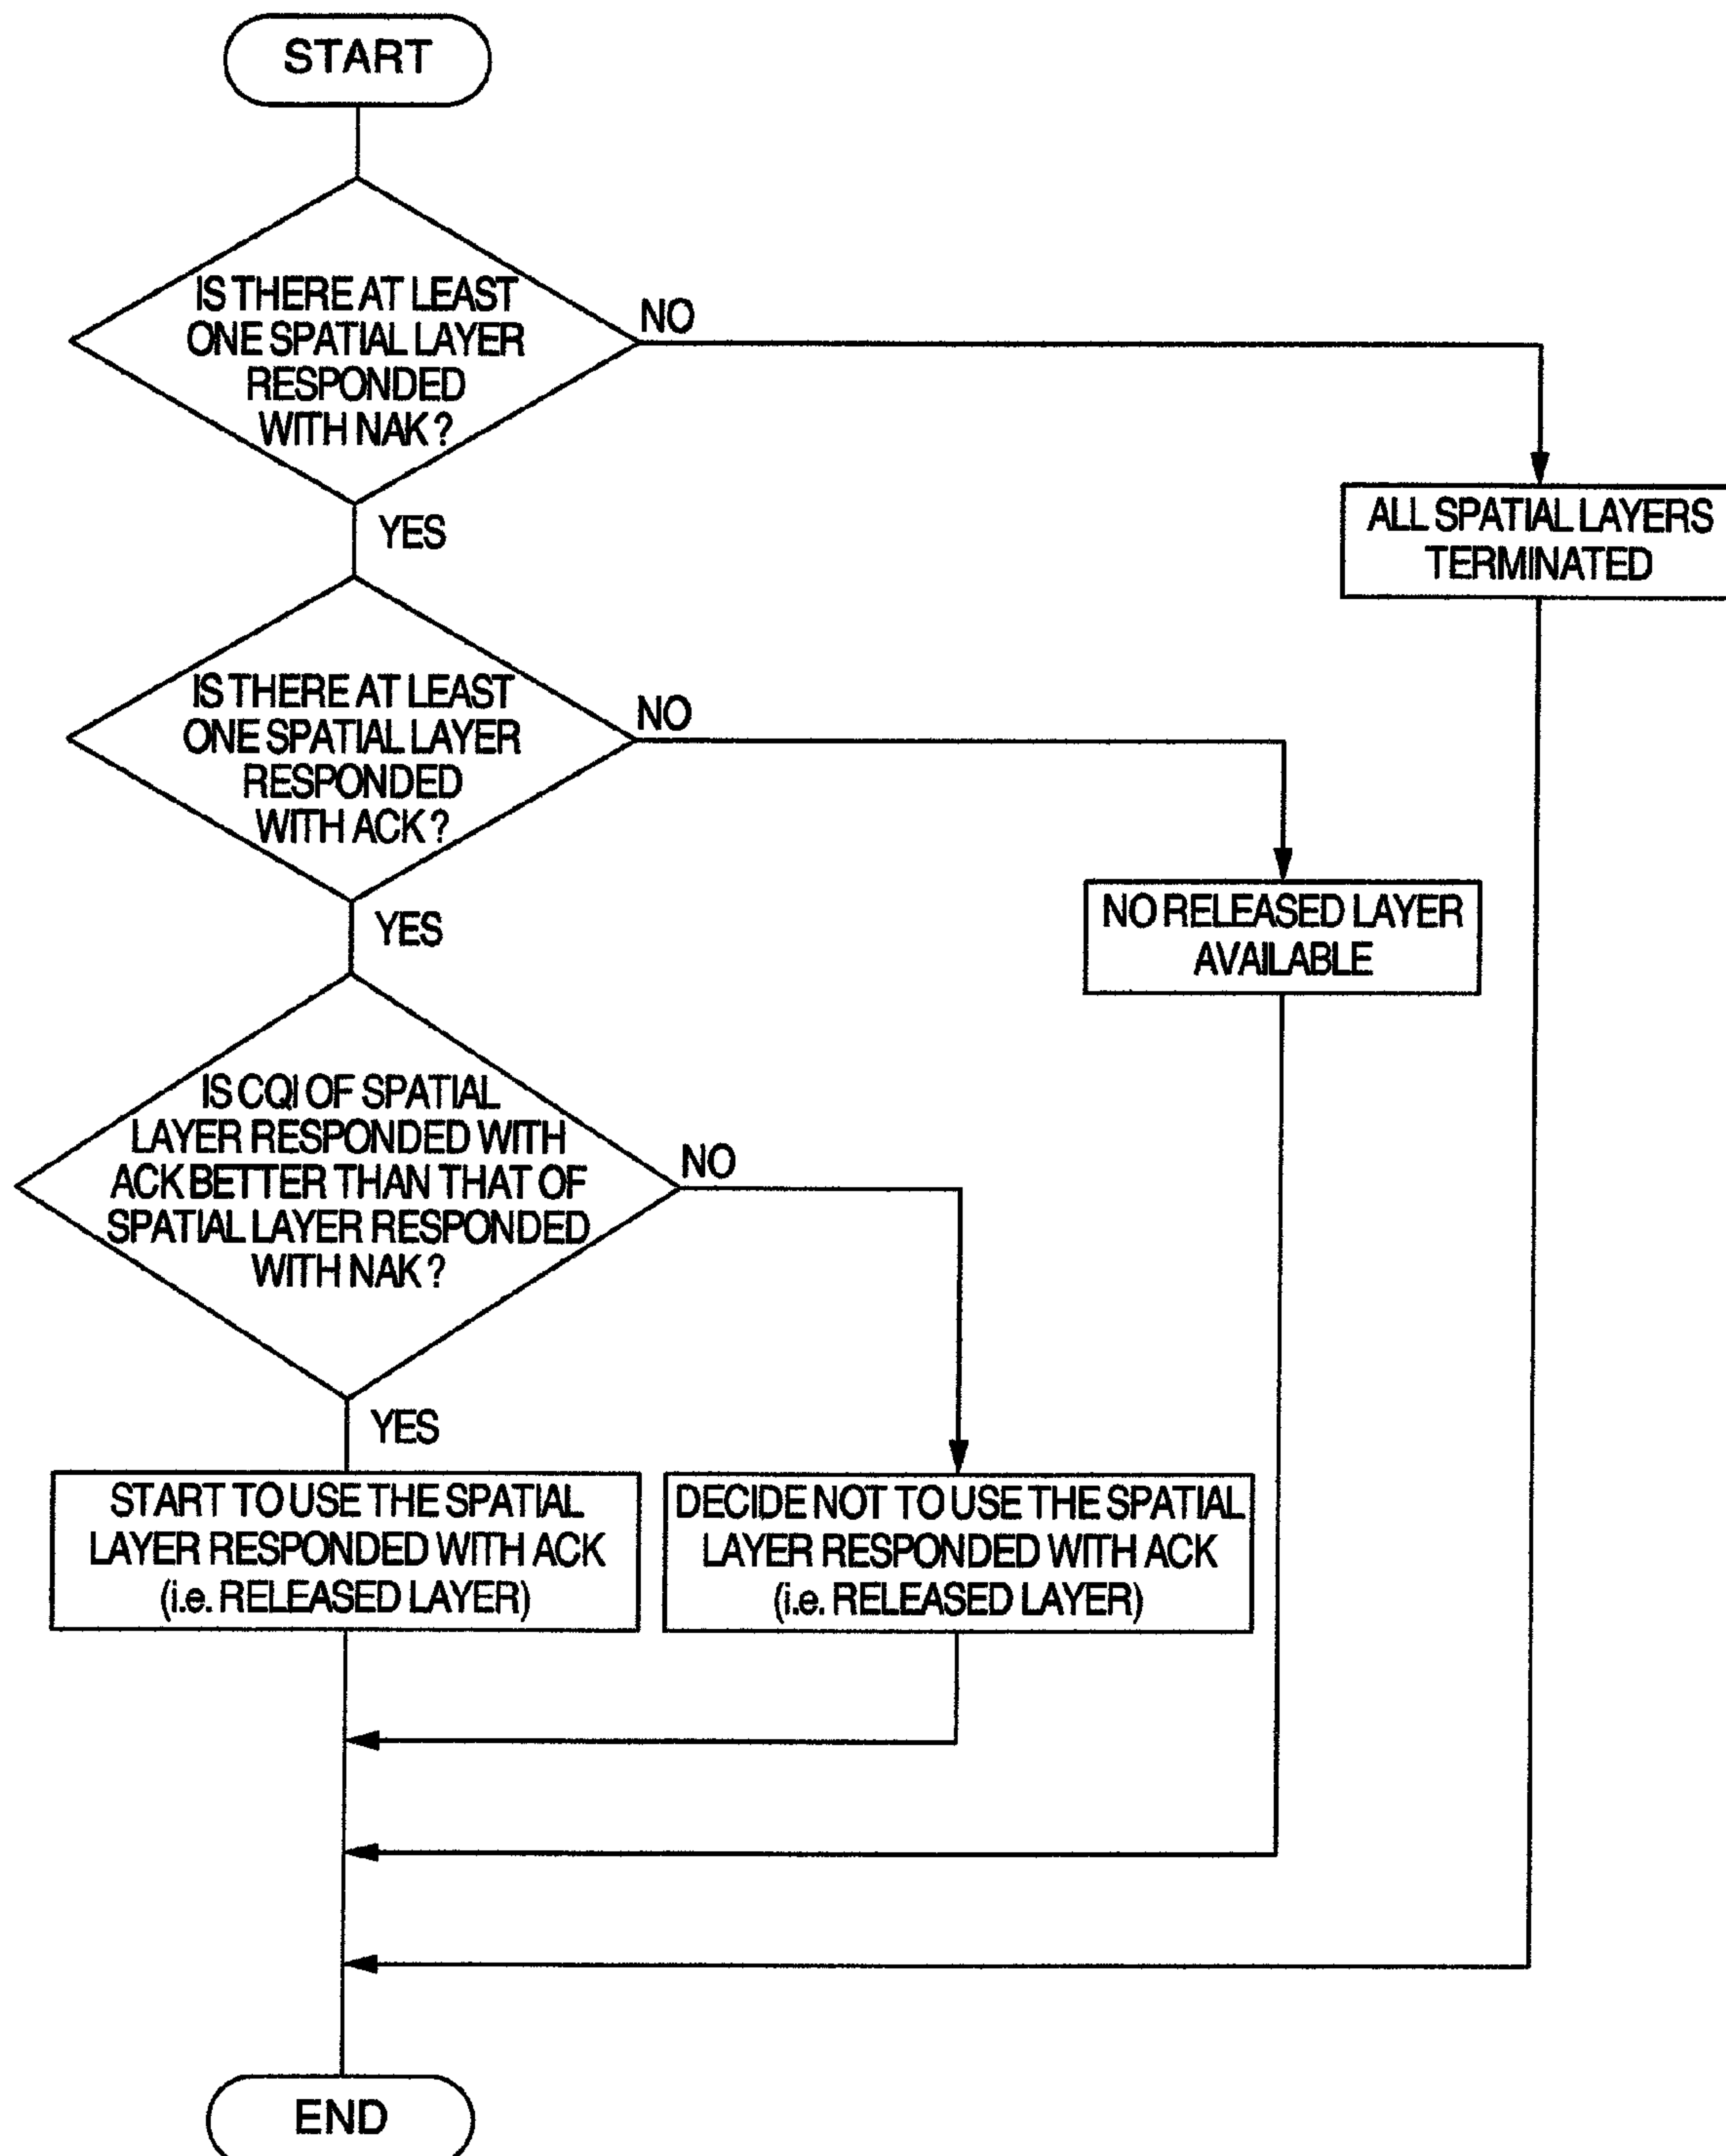 START
IS THERE AT LEAST
ONE SPATIAL LAYER
RESPONDED
WITH NAK?
NO
YES
ALL SPATIAL LAYERS
TERMINATED
IS THERE AT LEAST
ONE SPATIAL LAYER
RESPONDED
WITH ACK?
NO
YES
NO RELEASED LAYER
AVAILABLE
IS CQI OF SPATIAL
LAYER RESPONDED WITH
ACK BETTER THAN THAT OF
SPATIAL LAYER RESPONDED
WITH NAK?
NO
YES
START TO USE THE SPATIAL
LAYER RESPONDED WITH ACK
(i.e. RELEASED LAYER)
DECIDE NOT TO USE THE SPATIAL
LAYER RESPONDED WITH ACK
(i.e. RELEASED LAYER)
END